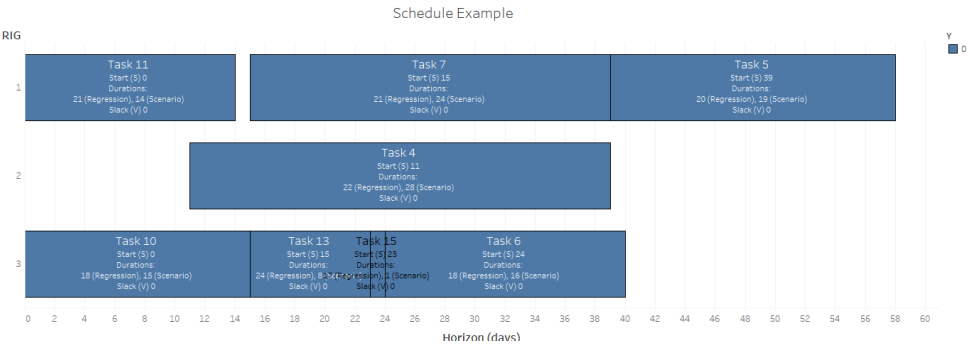 Schedule Example
RIG
Y
0
1
Task 11
Start (S) 0
Durations:
21 (Regression), 14 (Scenario)
Slack (V) 0
Task 7
Start (S) 15
Durations:
21 (Regression), 24 (Scenario)
Slack (V) 0
Task 5
Start (S) 39
Durations:
20 (Regression), 19 (Scenario)
Slack (V) 0
2
Task 4
Start (S) 11
Durations:
22 (Regression), 28 (Scenario)
Slack (V) 0
3
Task 10
Start (S) 0
Durations:
18 (Regression), 15 (Scenario)
Slack (V) 0
Task 13
Start (S) 15
Durations:
24 (Regression), 8
Slack (V) 0
Task 15
Start (S) 23
Durations:
(Regression), 1 (Scenario)
Slack (V) 0
Task 6
Start (S) 24
Durations:
18 (Regression), 16 (Scenario)
Slack (V) 0
0 2 4 6 8 10 12 14 16 18 20 22 24 26 28 30 32 34 36 38 40 42 44 46 48 50 52 54 56 58 60
Horizon (days)